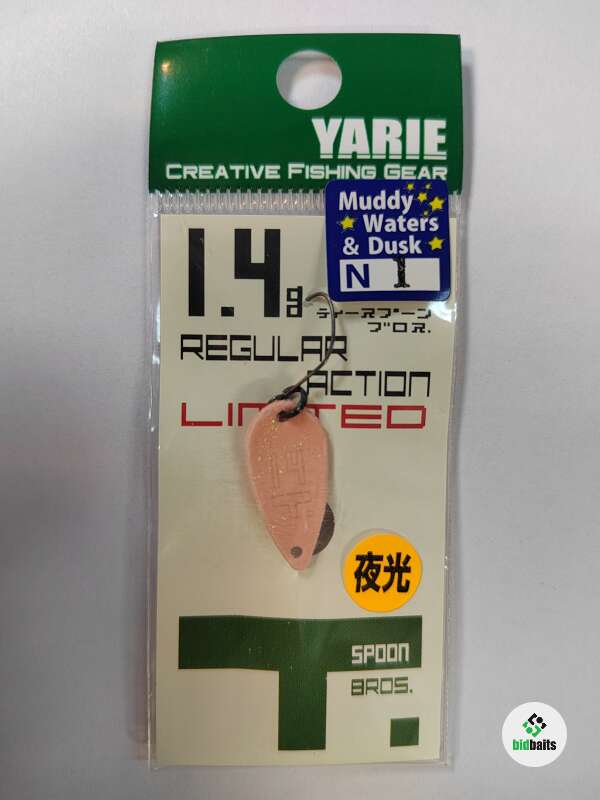 YARIE
CREATIVE FISHING GEAR
Muddy
Waters
& Dusk
N 1
1.4g
ティースプーン
ブロス.
REGULAR
ACTION
LIMITED
夜光
T.
SPOON
BROS.
bidbaits